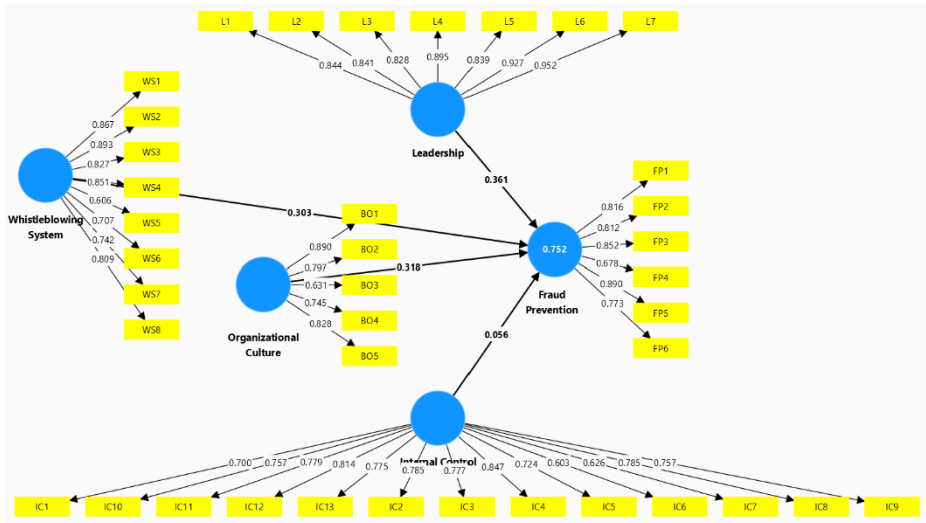 L1 L2 L3 L4 L5 L6 L7
0.844 0.841 0.828 0.895 0.839 0.927 0.952
Leadership
0.361
WS1
WS2
WS3
WS4
WS5
WS6
WS7
WS8
0.867
0.893
0.827
0.851
0.606
0.707
0.742
0.809
Whistleblowing
System
0.303
BO1
BO2
BO3
BO4
BO5
0.890
0.797
0.631
0.745
0.828
Organizational
Culture
0.318
FP1
FP2
FP3
FP4
FP5
FP6
0.816
0.812
0.852
0.678
0.890
0.773
0.752
Fraud
Prevention
0.056
Internal Control
0.700 0.757 0.779 0.814 0.775 0.785 0.777 0.847 0.724 0.603 0.626 0.785 0.757
IC1 IC10 IC11 IC12 IC13 IC2 IC3 IC4 IC5 IC6 IC7 IC8 IC9